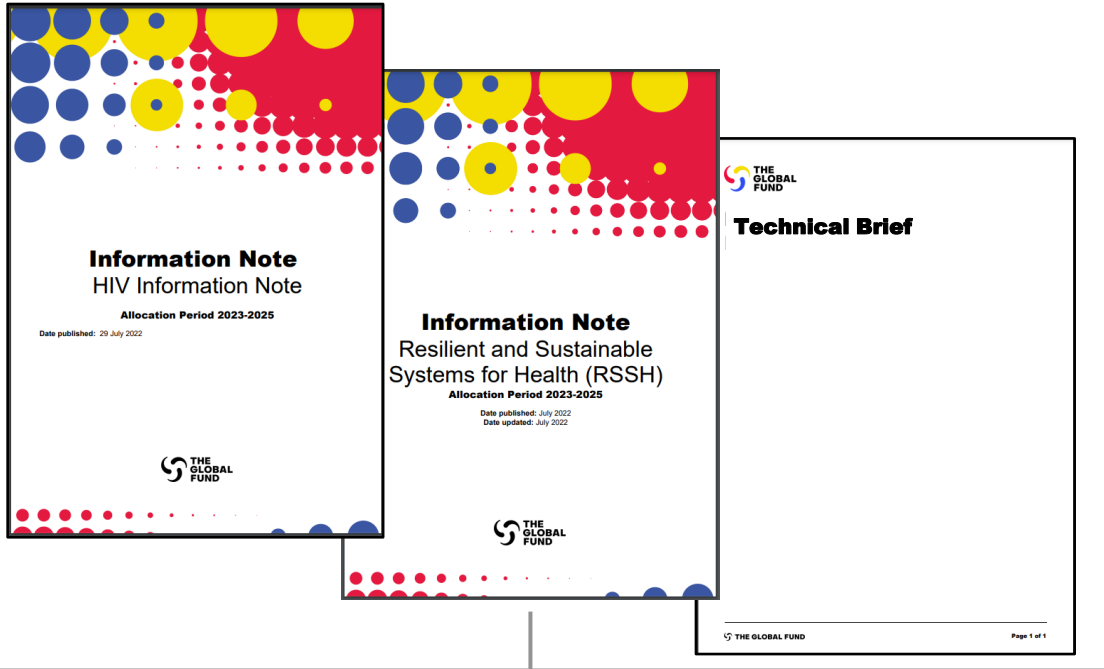 Information Note
HIV Information Note
Allocation Period 2023-2025
Date published: 29 July 2022
THE
GLOBAL
FUND
Information Note
Resilient and Sustainable
Systems for Health (RSSH)
Allocation Period 2023-2025
Date published: July 2022
Date updated: July 2022
THE
GLOBAL
FUND
THE
GLOBAL
FUND
Technical Brief
THE GLOBAL FUND
Page 1 of 1